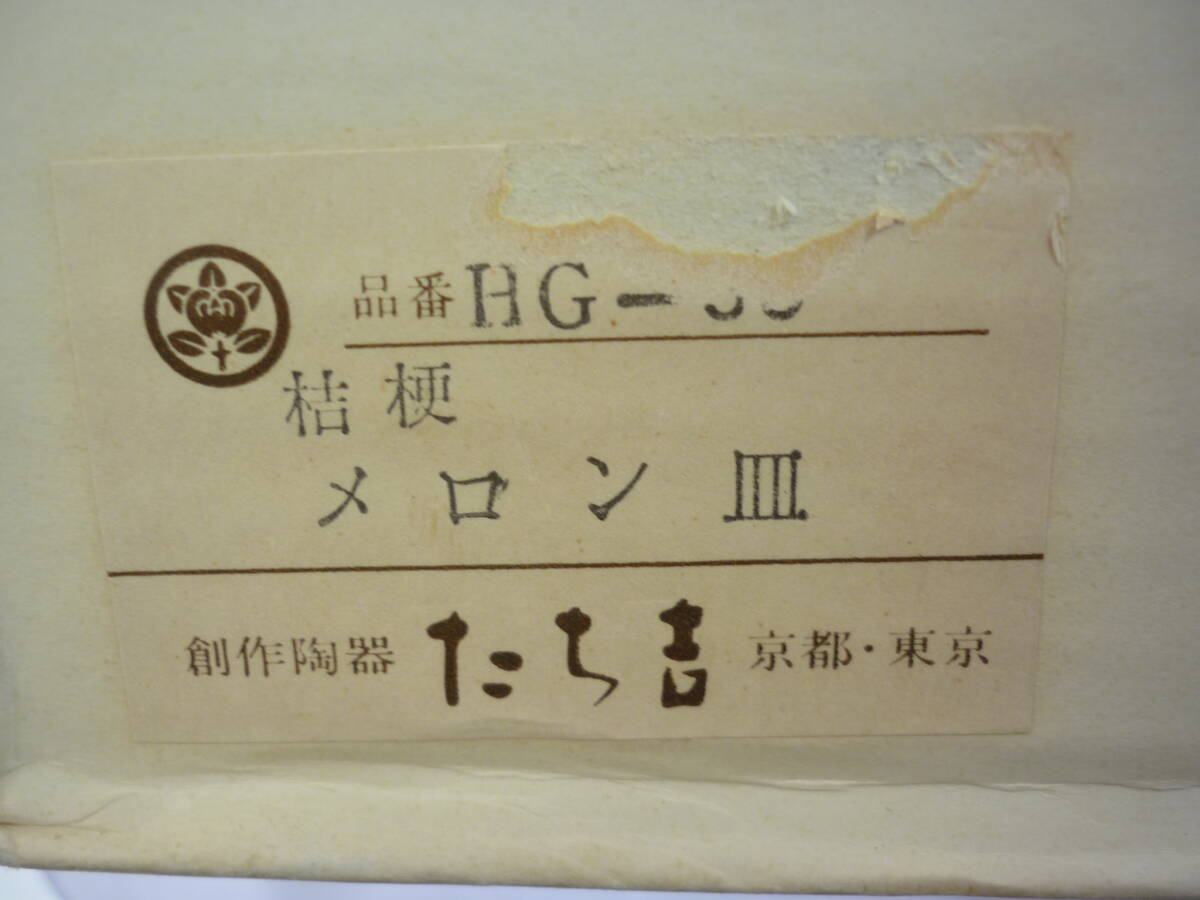 品番 HG-
桔梗
メロン皿
創作陶器 たち吉 京都・東京